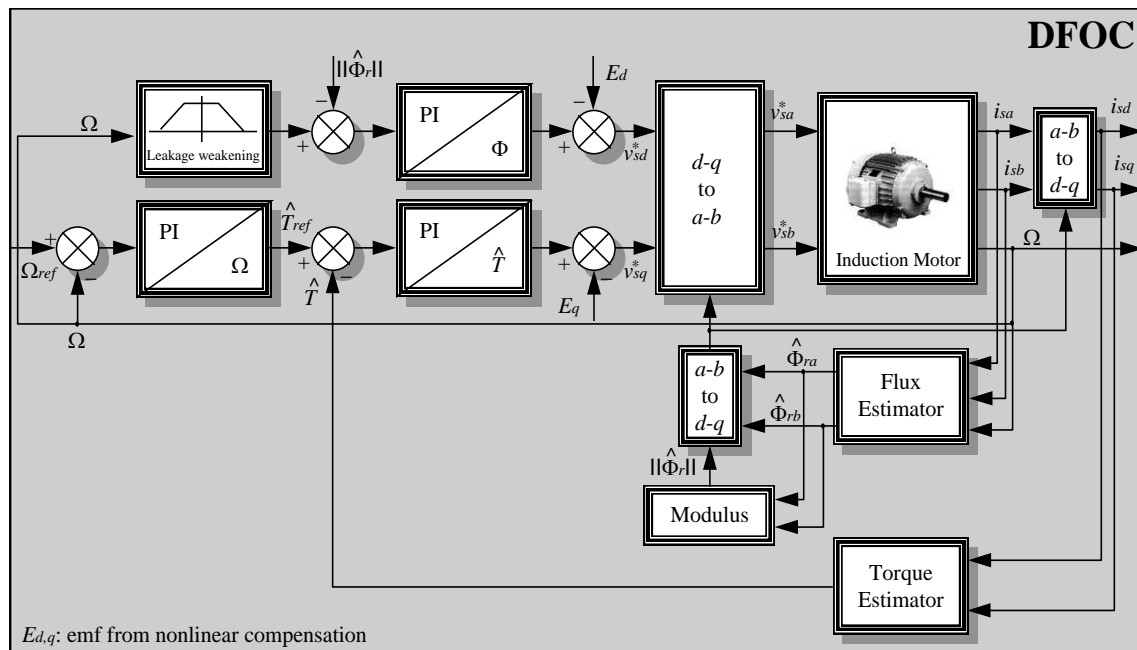 DFOC
||Φ̂r||
Ed
−
−
Ω
Leakage weakening
+
PI
Φ
+
v*sd
d-q
to
a-b
v*sa
isa
a-b
to
d-q
isd
isb
isq
+
Ωref
−
PI
Ω
T̂ref
+
T̂
−
PI
T̂
+
−
v*sq
Eq
v*sb
Induction Motor
Ω
Ω
a-b
to
d-q
Φ̂ra
Φ̂rb
Flux
Estimator
||Φ̂r||
Modulus
Torque
Estimator
Ed,q: emf from nonlinear compensation